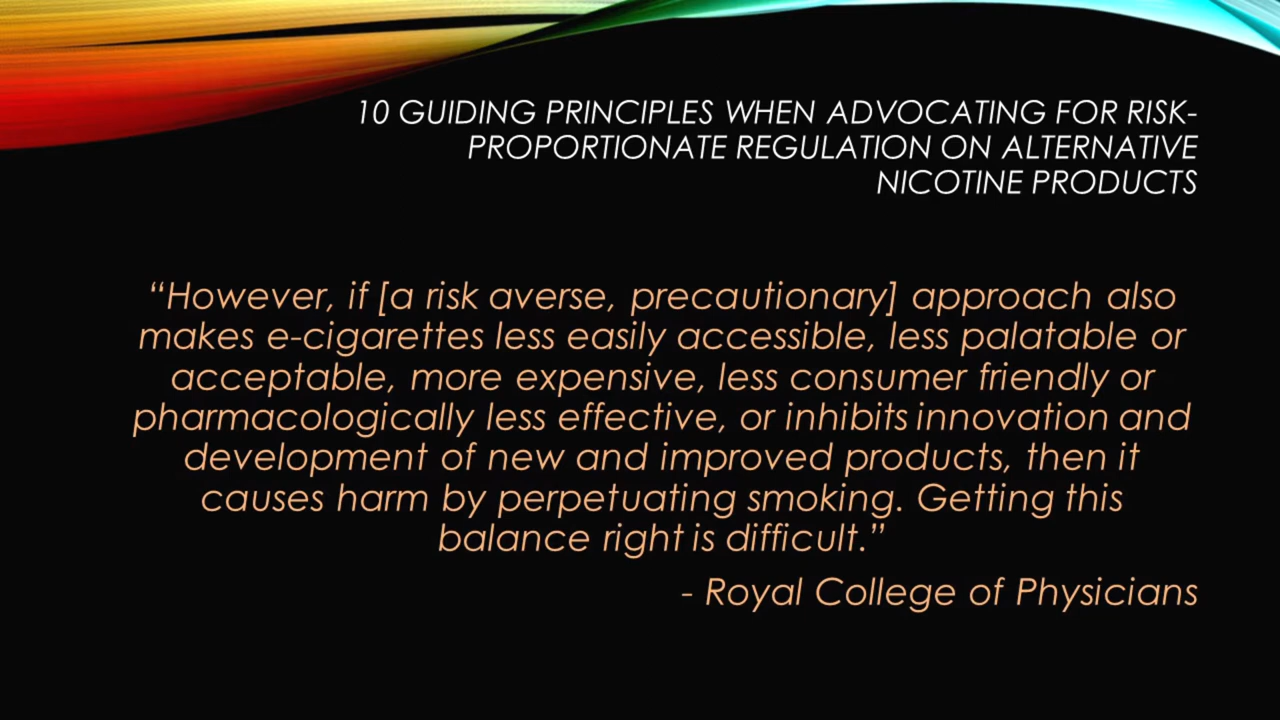 10 GUIDING PRINCIPLES WHEN ADVOCATING FOR RISK-
PROPORTIONATE REGULATION ON ALTERNATIVE
NICOTINE PRODUCTS
“However, if [a risk averse, precautionary] approach also
makes e-cigarettes less easily accessible, less palatable or
acceptable, more expensive, less consumer friendly or
pharmacologically less effective, or inhibits innovation and
development of new and improved products, then it
causes harm by perpetuating smoking. Getting this
balance right is difficult.”
- Royal College of Physicians